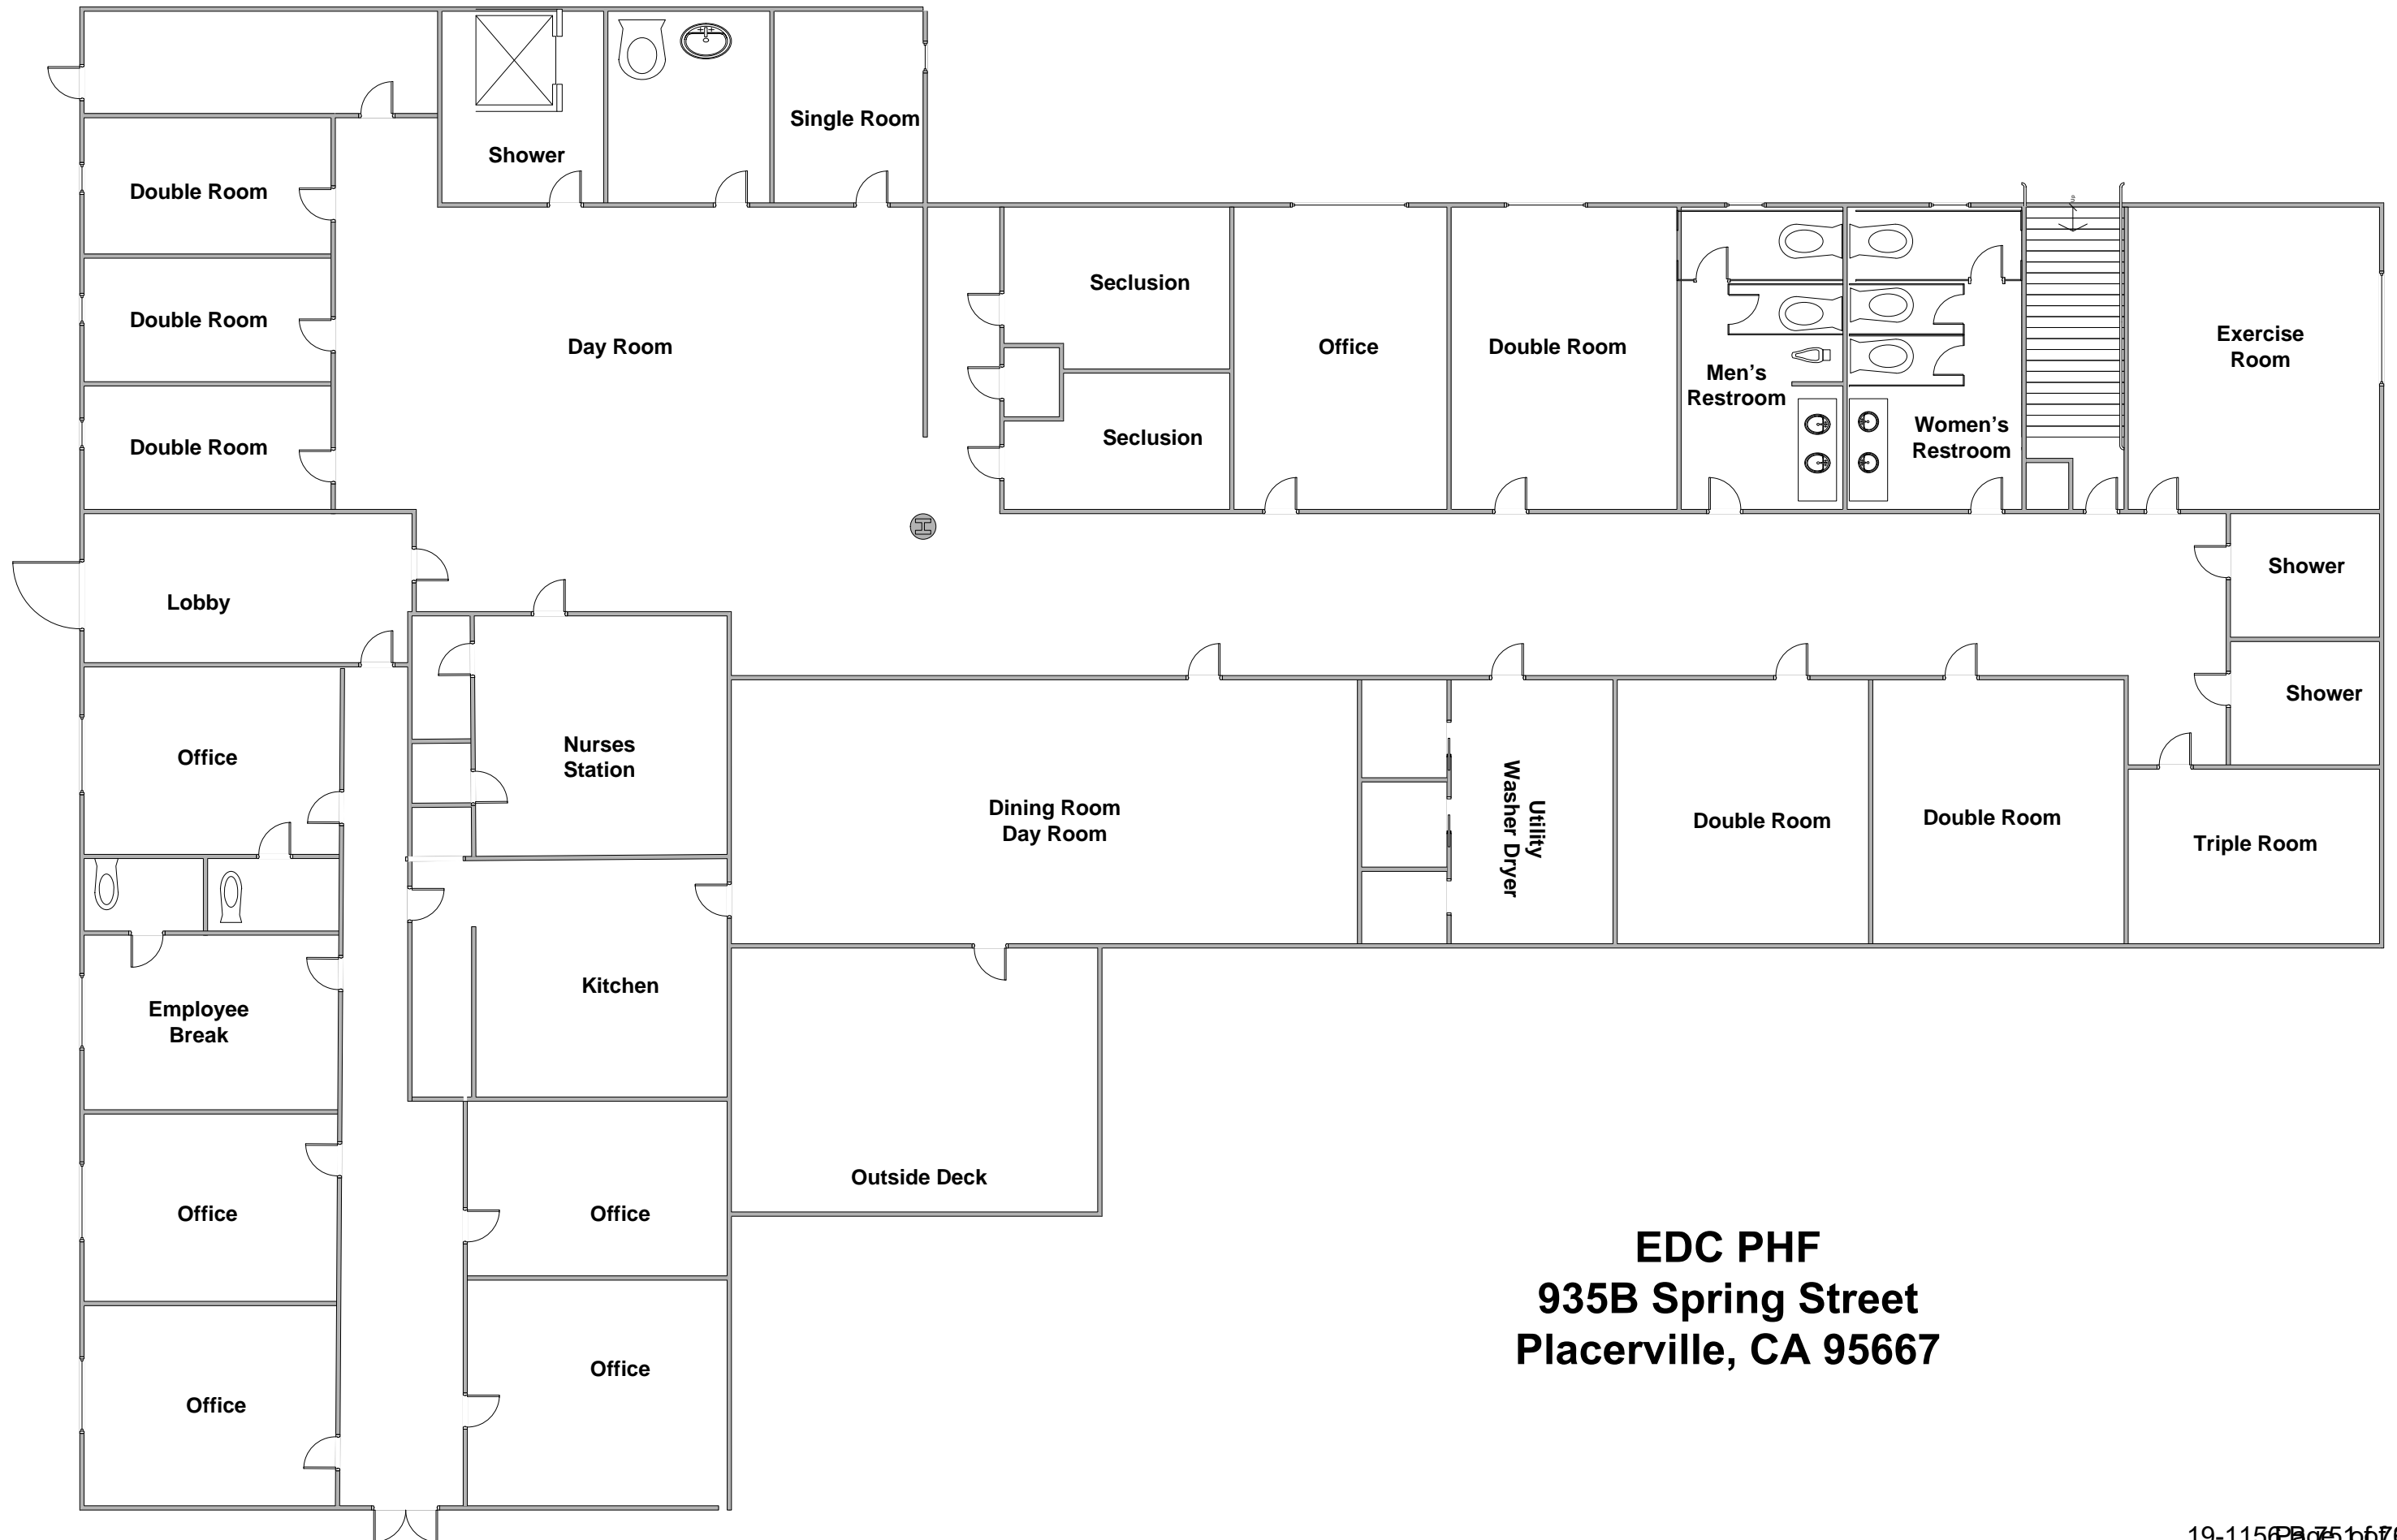 Single Room
Shower
Double Room
Double Room
Day Room
Double Room
Seclusion
Seclusion
Office
Double Room
Men's
Restroom
Women's
Restroom
Exercise
Room
Lobby
Shower
Shower
Office
Nurses
Station
Dining Room
Day Room
Utility
Washer Dryer
Double Room
Double Room
Triple Room
Employee
Break
Kitchen
Outside Deck
Office
Office
Office
Office
EDC PHF
935B Spring Street
Placerville, CA 95667
19-1156